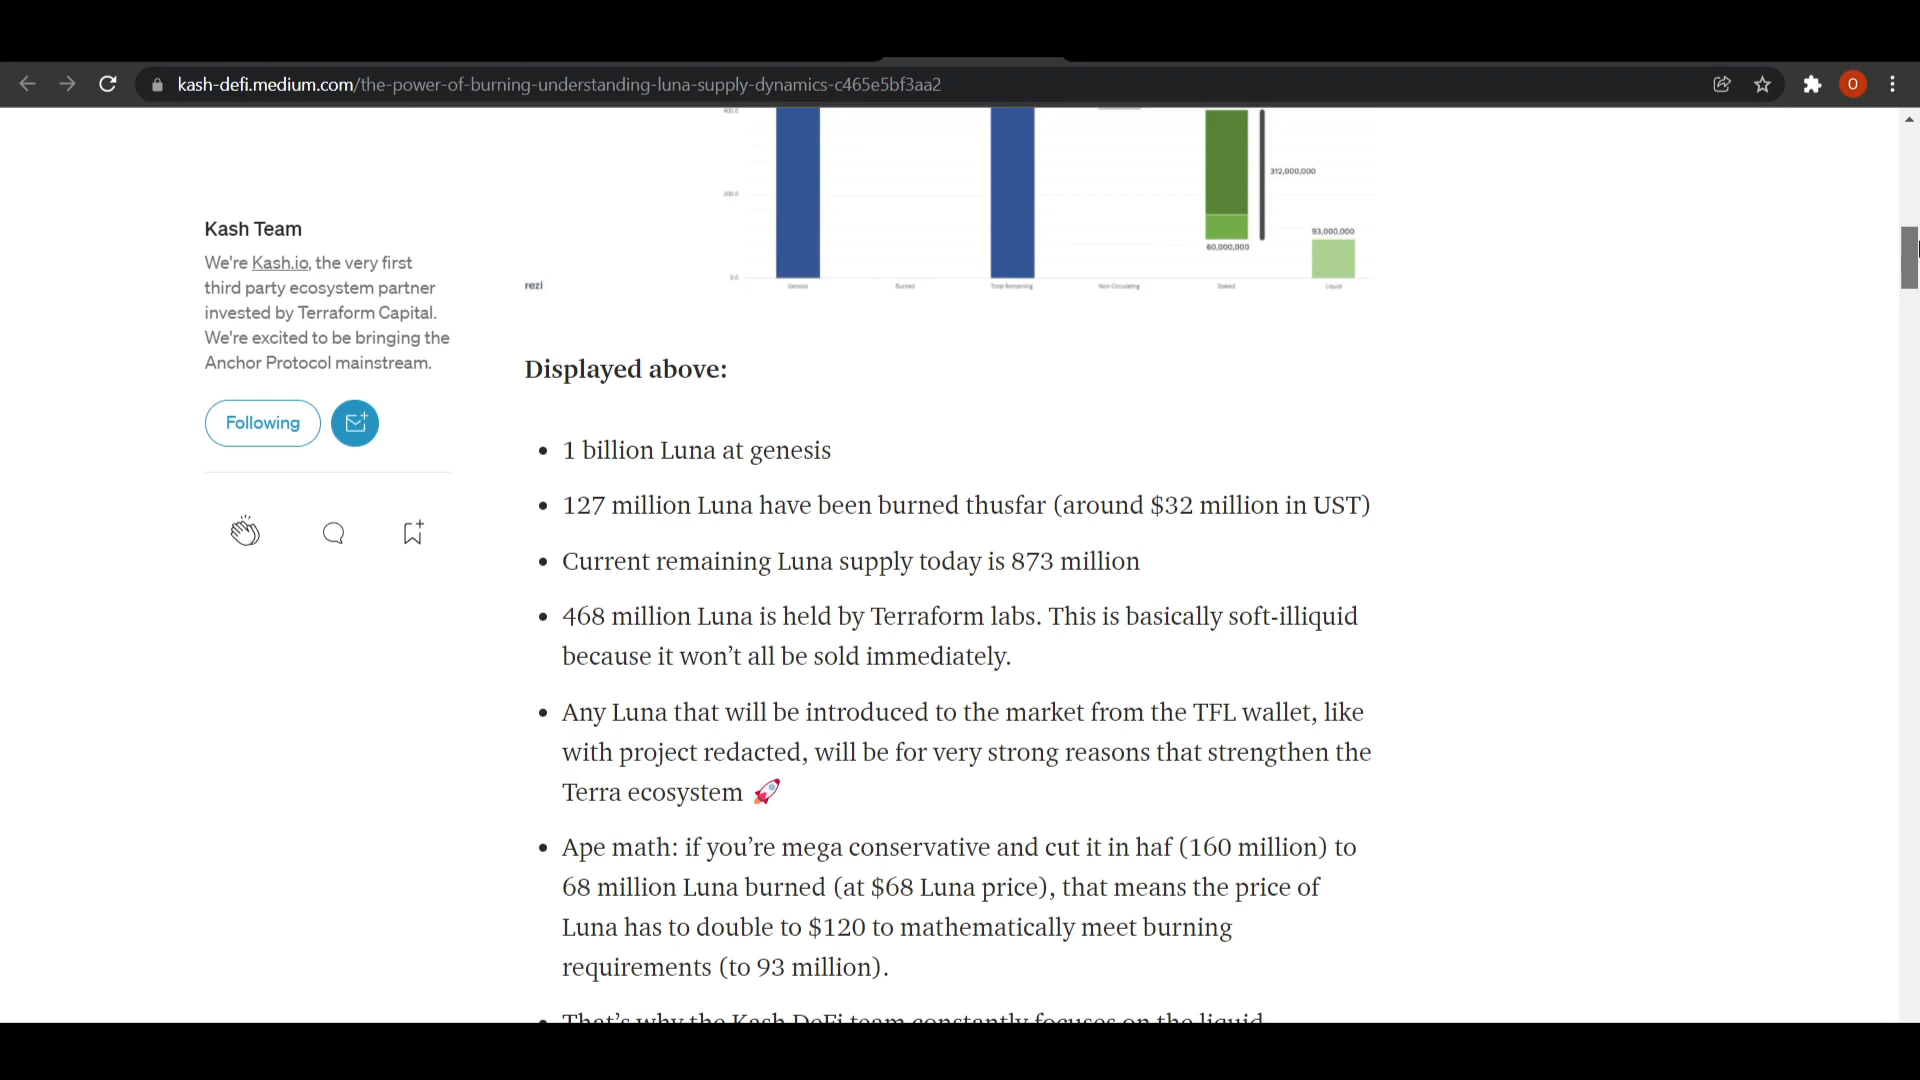 kash-defi.medium.com/the-power-of-burning-understanding-luna-supply-dynamics-c465e5bf3aa2
O
400.0
200.0
312,000,000
93,000,000
60,000,000
0.0
Genesis
Burned
Total Remaining
Non-Circulating
Staked
Liquid
rezi
Kash Team
We're Kash.io, the very first
third party ecosystem partner
invested by Terraform Capital.
We're excited to be bringing the
Anchor Protocol mainstream.
Following
Displayed above:
• 1 billion Luna at genesis
• 127 million Luna have been burned thusfar (around $32 million in UST)
• Current remaining Luna supply today is 873 million
• 468 million Luna is held by Terraform labs. This is basically soft-illiquid
because it won’t all be sold immediately.
• Any Luna that will be introduced to the market from the TFL wallet, like
with project redacted, will be for very strong reasons that strengthen the
Terra ecosystem 🚀
• Ape math: if you’re mega conservative and cut it in haf (160 million) to
68 million Luna burned (at $68 Luna price), that means the price of
Luna has to double to $120 to mathematically meet burning
requirements (to 93 million).
• That’s why the Kash DeFi team constantly focuses on the liquid